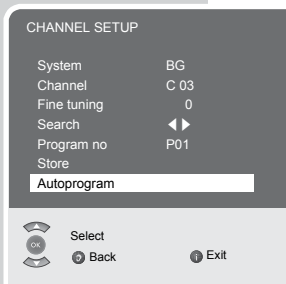 CHANNEL SETUP
System BG
Channel C 03
Fine tuning 0
Search
Program no P01
Store
Autoprogram
OK
Select
Back
i Exit